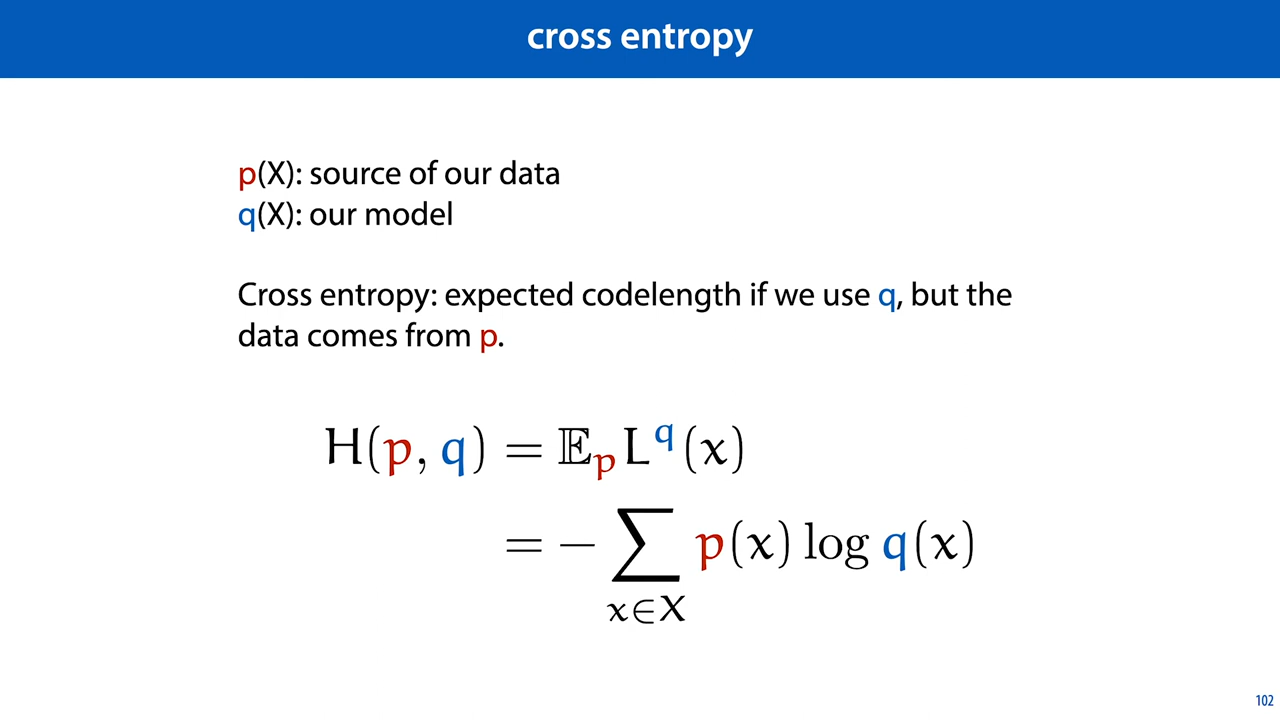 cross entropy
p(X): source of our data
q(X): our model
Cross entropy: expected codelength if we use q, but the
data comes from p.
H(p, q) = 𝔼ₚ L^q(x)
= − ∑ p(x) log q(x)
x∈X
102